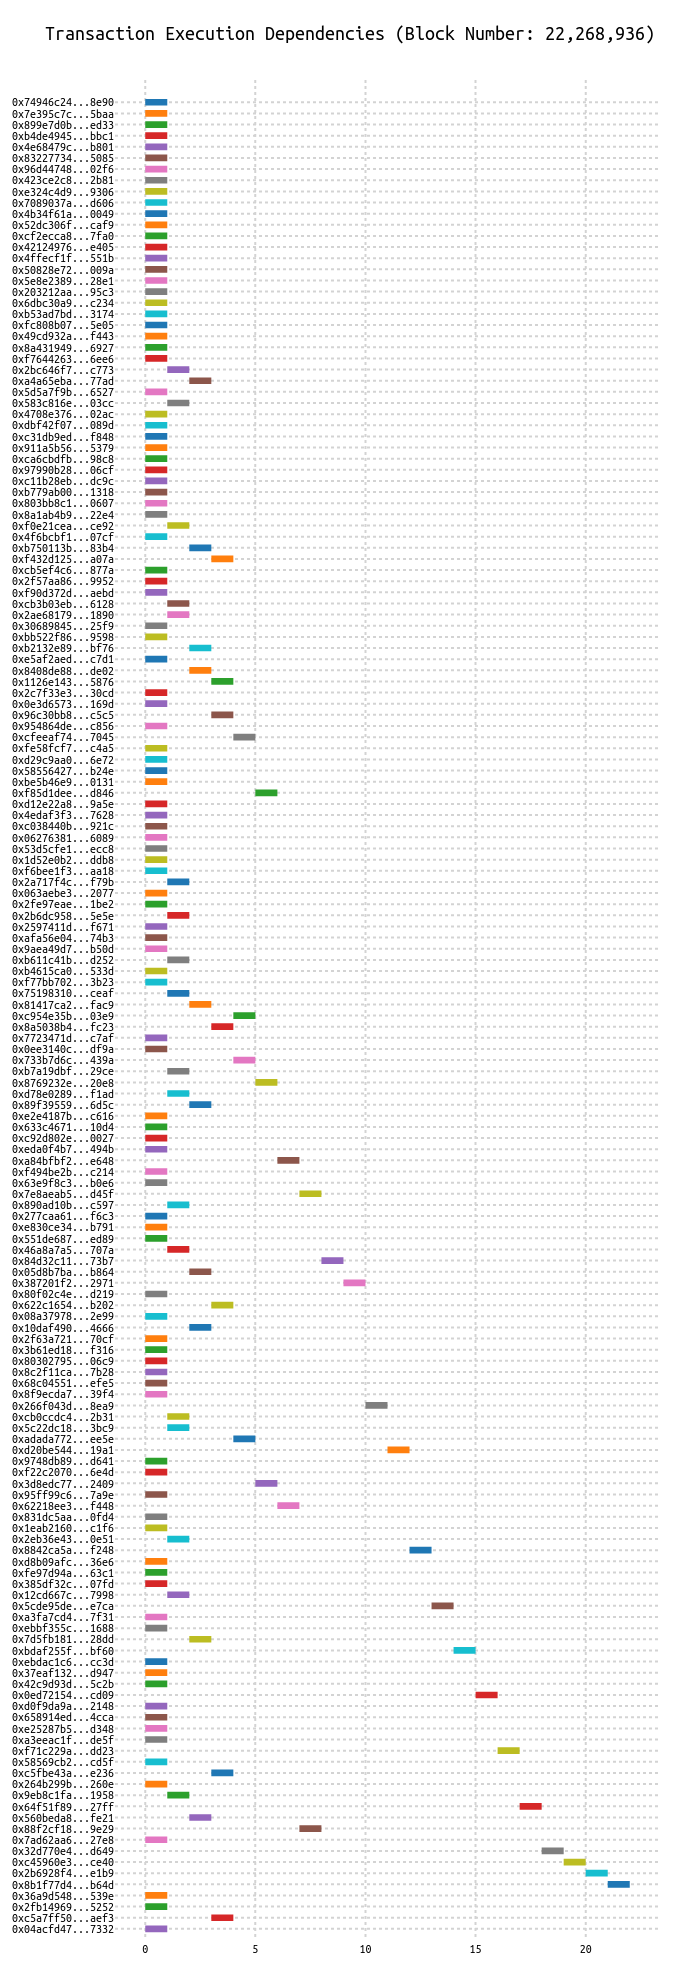 Transaction Execution Dependencies (Block Number: 22,268,936)
0x74946c24...8e90
0x7e395c7c...5baa
0x899e7d0b...ed33
0xb4de4945...bbc1
0x4e68479c...b801
0x83227734...5085
0x96d44748...02f6
0x423ce2c8...2b81
0xe324c4d9...9306
0x7089037a...d606
0x4b34f61a...0049
0x52dc306f...caf9
0xcf2ecca8...7fa0
0x42124976...e405
0x4ffecf1f...551b
0x50828e72...009a
0x5e8e2389...28e1
0x203212aa...95c3
0x6dbc30a9...c234
0xb53ad7bd...3174
0xfc808b07...5e05
0x49cd932a...f443
0x8a431949...6927
0xf7644263...6ee6
0x2bc646f7...c773
0xa4a65eba...77ad
0x5d5a7f9b...6527
0x583c816e...03cc
0x4708e376...02ac
0xdbf42f07...089d
0xc31db9ed...f848
0x911a5b56...5379
0xca6cbdfb...98c8
0x97990b28...06cf
0xc11b28eb...dc9c
0xb779ab00...1318
0x803bb8c1...0607
0x8a1ab4b9...22e4
0xf0e21cea...ce92
0x4f6bcbf1...07cf
0xb750113b...83b4
0xf432d125...a07a
0xcb5ef4c6...877a
0x2f57aa86...9952
0xf90d372d...aebd
0xcb3b03eb...6128
0x2ae68179...1890
0x30689845...25f9
0xbb522f86...9598
0xb2132e89...bf76
0xe5af2aed...c7d1
0x8408de88...de02
0x1126e143...5876
0x2c7f33e3...30cd
0x0e3d6573...169d
0x96c30bb8...c5c5
0x954864de...c856
0xcfeeaf74...7045
0xfe58fcf7...c4a5
0xd29c9aa0...6e72
0x58556427...b24e
0xbe5b46e9...0131
0xf85d1dee...d846
0xd12e22a8...9a5e
0x4edaf3f3...7628
0xc038440b...921c
0x06276381...6089
0x53d5cfe1...ecc8
0x1d52e0b2...ddb8
0xf6bee1f3...aa18
0x2a717f4c...f79b
0x063aebe3...2077
0x2fe97eae...1be2
0x2b6dc958...5e5e
0x2597411d...f671
0xafa56e04...74b3
0x9aea49d7...b50d
0xb611c41b...d252
0xb4615ca0...533d
0xf77bb702...3b23
0x75198310...ceaf
0x81417ca2...fac9
0xc954e35b...03e9
0x8a5038b4...fc23
0x7723471d...c7af
0x0ee3140c...df9a
0x733b7d6c...439a
0xb7a19dbf...29ce
0x8769232e...20e8
0xd78e0289...f1ad
0x89f39559...6d5c
0xe2e4187b...c616
0x633c4671...10d4
0xc92d802e...0027
0xeda0f4b7...494b
0xa84bfbf2...e648
0xf494be2b...c214
0x63e9f8c3...b0e6
0x7e8aeab5...d45f
0x890ad10b...c597
0x277caa61...f6c3
0xe830ce34...b791
0x551de687...ed89
0x46a8a7a5...707a
0x84d32c11...73b7
0x05d8b7ba...b864
0x387201f2...2971
0x80f02c4e...d219
0x622c1654...b202
0x08a37978...2e99
0x10daf490...4666
0x2f63a721...70cf
0x3b61ed18...f316
0x80302795...06c9
0x8c2f11ca...7b28
0x68c04551...efe5
0x8f9ecda7...39f4
0x266f043d...8ea9
0xcb0ccdc4...2b31
0x5c22dc18...3bc9
0xadada772...ee5e
0xd20be544...19a1
0x9748db89...d641
0xf22c2070...6e4d
0x3d8edc77...2409
0x95ff99c6...7a9e
0x62218ee3...f448
0x831dc5aa...0fd4
0x1eab2160...c1f6
0x2eb36e43...0e51
0x8842ca5a...f248
0xd8b09afc...36e6
0xfe97d94a...63c1
0x385df32c...07fd
0x12cd667c...7998
0x5cde95de...e7ca
0xa3fa7cd4...7f31
0xebbf355c...1688
0x7d5fb181...28dd
0xbdaf255f...bf60
0xebdac1c6...cc3d
0x37eaf132...d947
0x42c9d93d...5c2b
0x0ed72154...cd09
0xd0f9da9a...2148
0x658914ed...4cca
0xe25287b5...d348
0xa3eeac1f...de5f
0xf71c229a...dd23
0x58569cb2...cd5f
0xc5fbe43a...e236
0x264b299b...260e
0x9eb8c1fa...1958
0x64f51f89...27ff
0x560beda8...fe21
0x88f2cf18...9e29
0x7ad62aa6...27e8
0x32d770e4...d649
0xc45960e3...ce40
0x2b6928f4...e1b9
0x8b1f77d4...b64d
0x36a9d548...539e
0x2fb14969...5252
0xc5a7ff50...aef3
0x04acfd47...7332
0 5 10 15 20